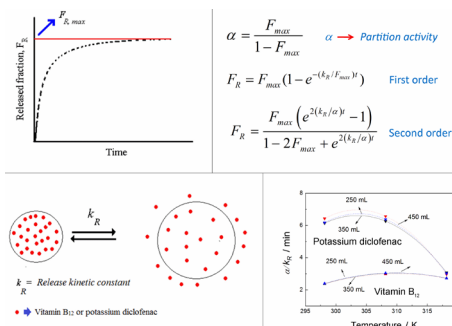 F_R, max
Released fraction, F_R
Time
α = F_max / (1 − F_max)
α → Partition activity
F_R = F_max (1 − e^(−(k_R/F_max)t))
First order
F_R = F_max (e^(2(k_R/α)t − 1) / (1 − 2F_max + e^(2(k_R/α)t)
Second order
k_R
k_R = Release kinetic constant
Vitamin B12 or potassium diclofenac
α/k_R / min
8
6
4
2
250 mL
350 mL
450 mL
Potassium diclofenac
250 mL
350 mL
450 mL
Vitamin B12
295
300
305
310
315
Temperature / K